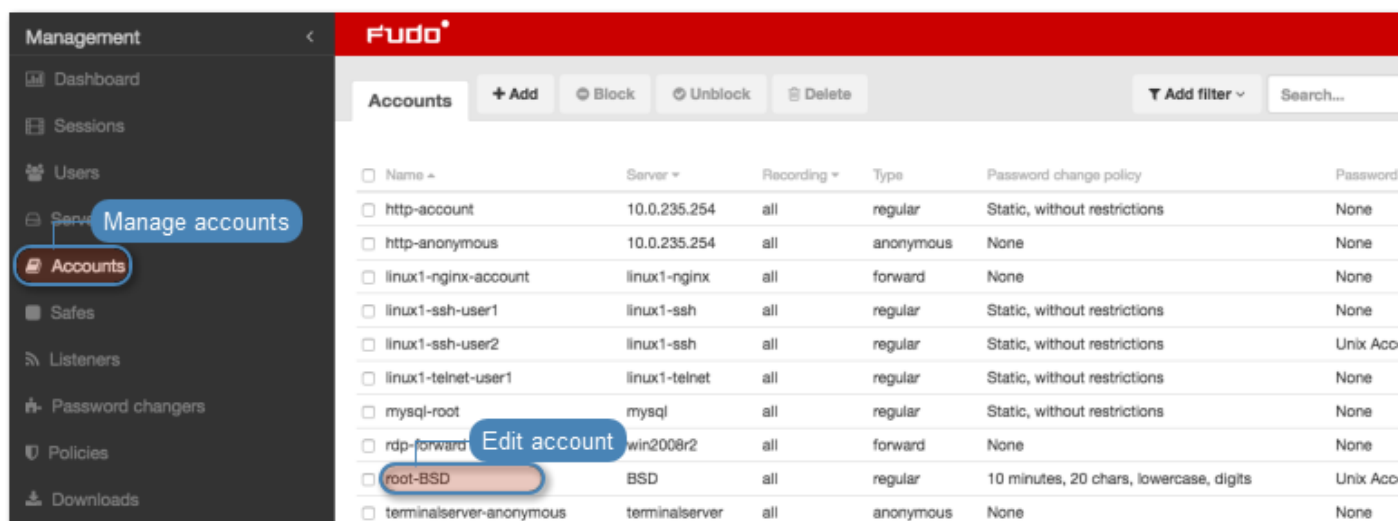 Management
Dashboard
Sessions
Users
Serve
Manage accounts
Accounts
Safes
Listeners
Password changers
Policies
Downloads
FUDO
Accounts
+ Add
Block
Unblock
Delete
Add filter
Search...
Name Server Recording Type Password change policy Password
http-account 10.0.235.254 all regular Static, without restrictions None
http-anonymous 10.0.235.254 all anonymous None None
linux1-nginx-account linux1-nginx all forward None None
linux1-ssh-user1 linux1-ssh all regular Static, without restrictions None
linux1-ssh-user2 linux1-ssh all regular Static, without restrictions Unix Acc
linux1-telnet-user1 linux1-telnet all regular Static, without restrictions None
mysql-root mysql all regular Static, without restrictions None
rdp-forward win2008r2 all forward None None
Edit account
root-BSD BSD all regular 10 minutes, 20 chars, lowercase, digits Unix Acc
terminalserver-anonymous terminalserver all anonymous None None